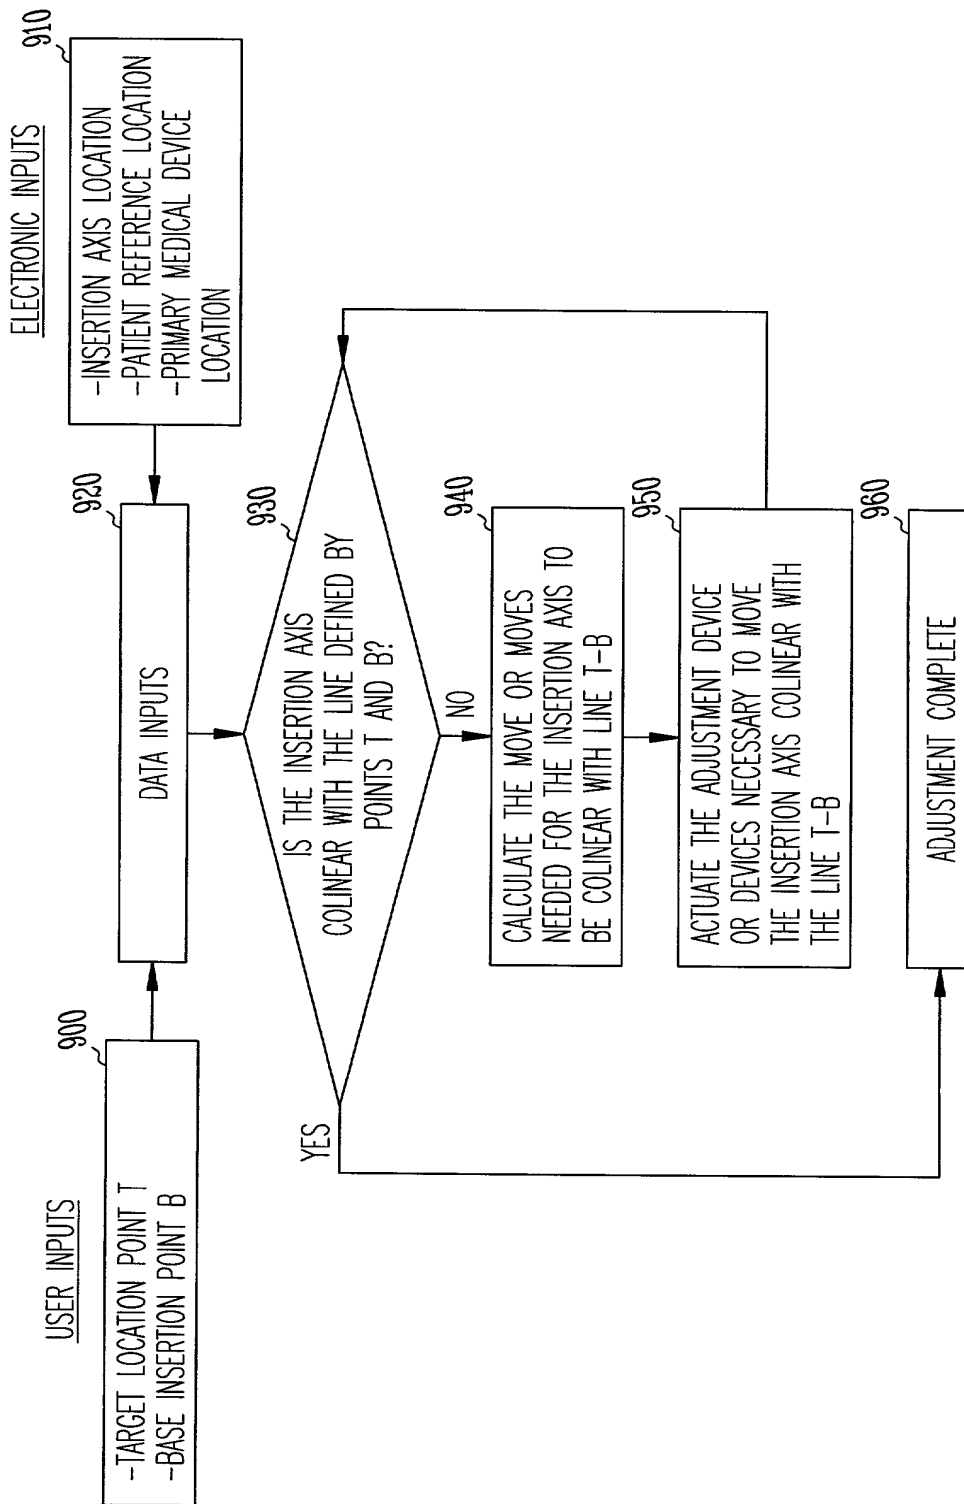 USER INPUTS
900
-TARGET LOCATION POINT T
-BASE INSERTION POINT B
ELECTRONIC INPUTS
910
-INSERTION AXIS LOCATION
-PATIENT REFERENCE LOCATION
-PRIMARY MEDICAL DEVICE
LOCATION
920
DATA INPUTS
930
IS THE INSERTION AXIS
COLINEAR WITH THE LINE DEFINED BY
POINTS T AND B?
YES
NO
940
CALCULATE THE MOVE OR MOVES
NEEDED FOR THE INSERTION AXIS TO
BE COLINEAR WITH LINE T-B
950
ACTUATE THE ADJUSTMENT DEVICE
OR DEVICES NECESSARY TO MOVE
THE INSERTION AXIS COLINEAR WITH
THE LINE T-B
960
ADJUSTMENT COMPLETE